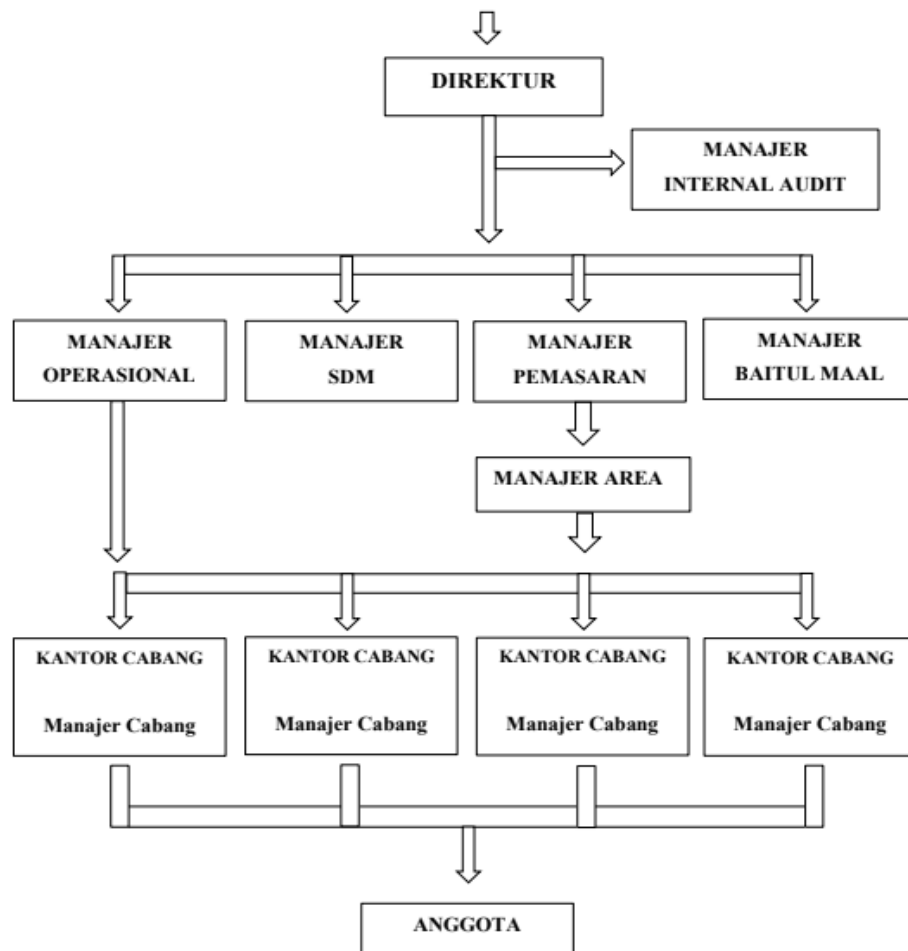 DIREKTUR
MANAJER
INTERNAL AUDIT
MANAJER
OPERASIONAL
MANAJER
SDM
MANAJER
PEMASARAN
MANAJER
BAITUL MAAL
MANAJER AREA
KANTOR CABANG
Manajer Cabang
KANTOR CABANG
Manajer Cabang
KANTOR CABANG
Manajer Cabang
KANTOR CABANG
Manajer Cabang
ANGGOTA